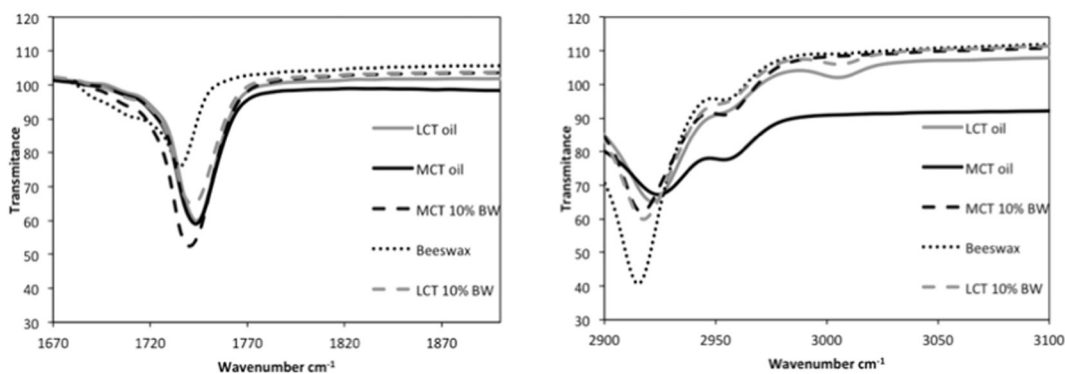 120
110
100
90
80
70
60
50
40
30
Transmitance
1670 1720 1770 1820 1870
Wavenumber cm-1
LCT oil
MCT oil
MCT 10% BW
Beeswax
LCT 10% BW
120
110
100
90
80
70
60
50
40
30
Transmitance
2900 2950 3000 3050 3100
Wavenumber cm-1
LCT oil
MCT oil
MCT 10% BW
Beeswax
LCT 10% BW